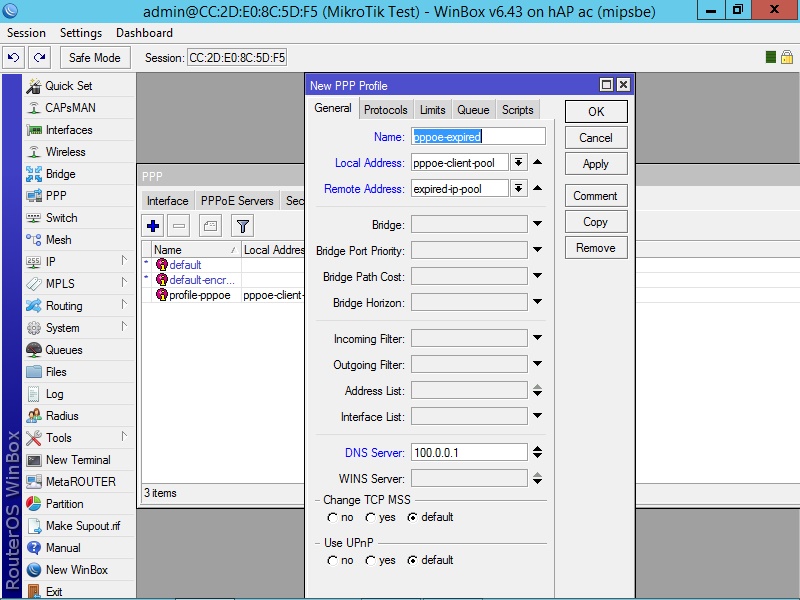 admin@CC:2D:E0:8C:5D:F5 (MikroTik Test) - WinBox v6.43 on hAP ac (mipsbe)
Session Settings Dashboard
Safe Mode Session: CC:2D:E0:8C:5D:F5
Quick Set
CAPsMAN
Interfaces
Wireless
Bridge
PPP
Switch
Mesh
IP
MPLS
Routing
System
Queues
Files
Log
Radius
Tools
New Terminal
MetaROUTER
Partition
Make Supout.rif
Manual
New WinBox
Exit
RouterOS WinBox
PPP
Interface PPPoE Servers Sec
Name Local Addres
* default
* default-encr...
profile-pppoe pppoe-client-
3 items
New PPP Profile
General Protocols Limits Queue Scripts
Name: pppoe-expired
Local Address: pppoe-client-pool
Remote Address: expired-ip-pool
Bridge:
Bridge Port Priority:
Bridge Path Cost:
Bridge Horizon:
Incoming Filter:
Outgoing Filter:
Address List:
Interface List:
DNS Server: 100.0.0.1
WINS Server:
Change TCP MSS
no yes default
Use UPnP
no yes default
OK
Cancel
Apply
Comment
Copy
Remove